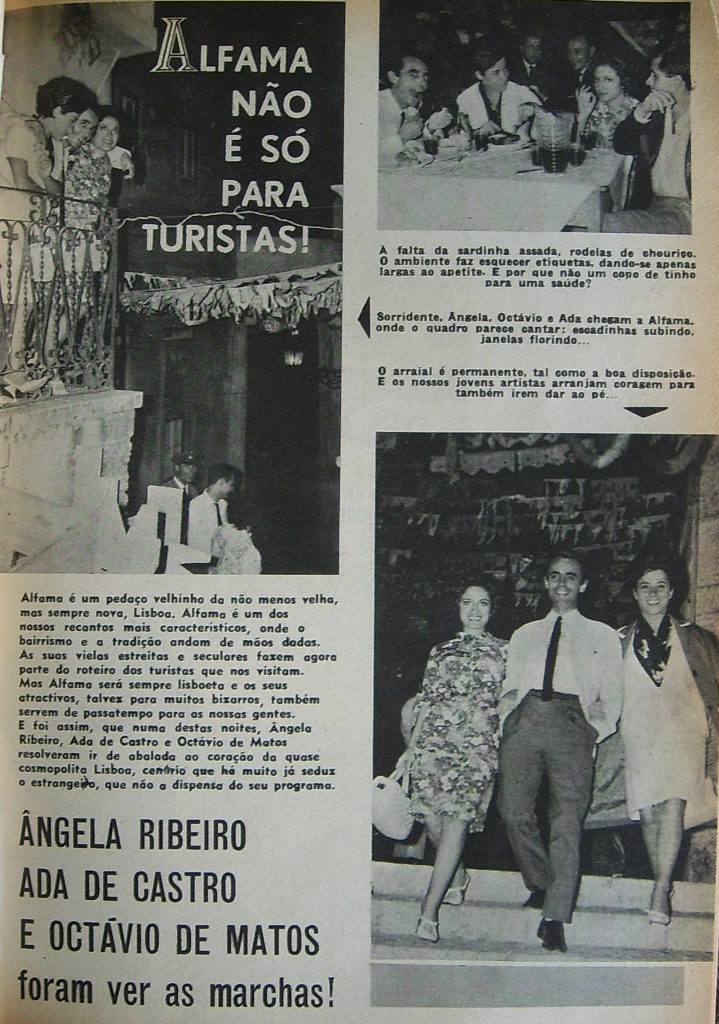 ALFAMA
NÃO
É SÓ
PARA
TURISTAS!
A falta da sardinha assada, rodelas de chouriço.
O ambiente faz esquecer etiquetas, dando-se apenas
largas ao apetite. E por que não um copo de tinho
para uma saúde?
Sorridente, Ângela, Octávio e Ada chegam a Alfama,
onde o quadro parece cantar: escadinhas subindo,
janelas florindo...
O arraial é permanente, tal como a boa disposição.
E os nossos jovens artistas arranjam coragem para
também irem dar ao pé...
Alfama é um pedaço velhinho da não menos velha,
mas sempre nova, Lisboa. Alfama é um dos
nossos recantos mais característicos, onde o
bairrismo e a tradição andam de mãos dadas.
As suas vielas estreitas e seculares fazem agora
parte do roteiro dos turistas que nos visitam.
Mas Alfama será sempre lisboeta e os seus
atractivos, talvez para muitos bizarros, também
servem de passatempo para as nossas gentes.
E foi assim, que numa destas noites, Ângela
Ribeiro, Ada de Castro e Octávio de Matos
resolveram ir de abalada ao coração da quase
cosmopolita Lisboa, cenário que há muito já seduz
o estrangeiro, que não a dispensa do seu programa.
ÂNGELA RIBEIRO
ADA DE CASTRO
E OCTÁVIO DE MATOS
foram ver as marchas!